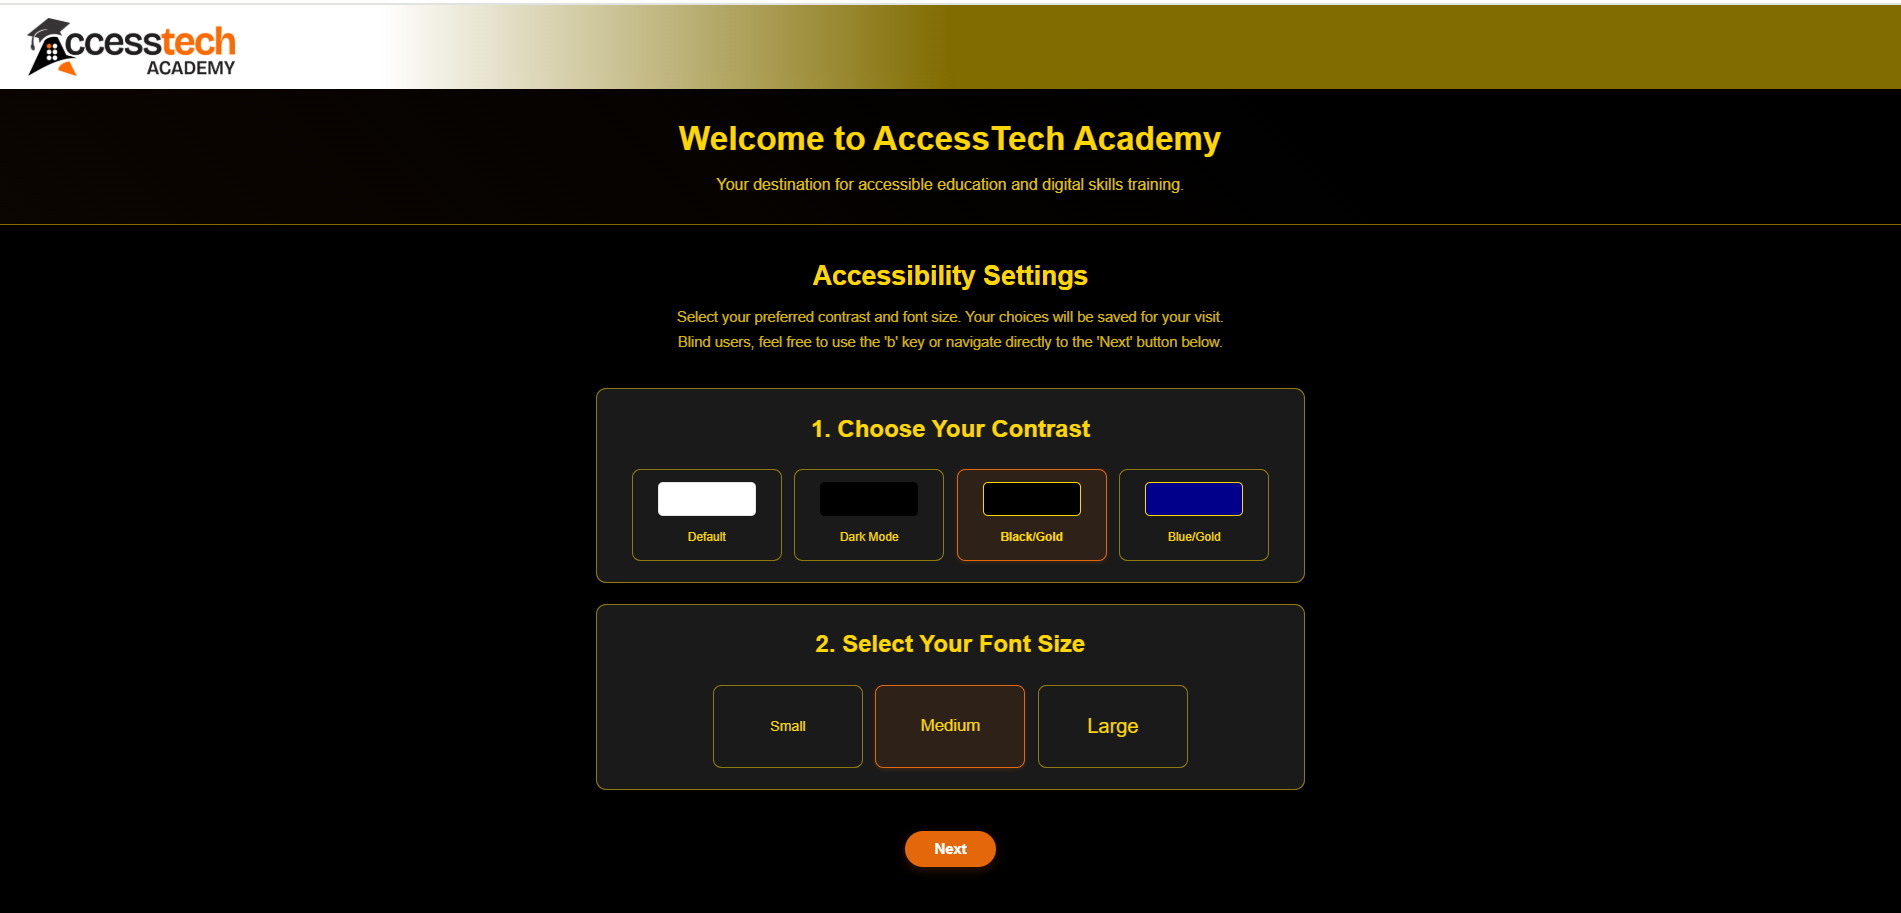 Accesstech
ACADEMY
Welcome to AccessTech Academy
Your destination for accessible education and digital skills training.
Accessibility Settings
Select your preferred contrast and font size. Your choices will be saved for your visit.
Blind users, feel free to use the 'b' key or navigate directly to the 'Next' button below.
1. Choose Your Contrast
Default
Dark Mode
Black/Gold
Blue/Gold
2. Select Your Font Size
Small
Medium
Large
Next